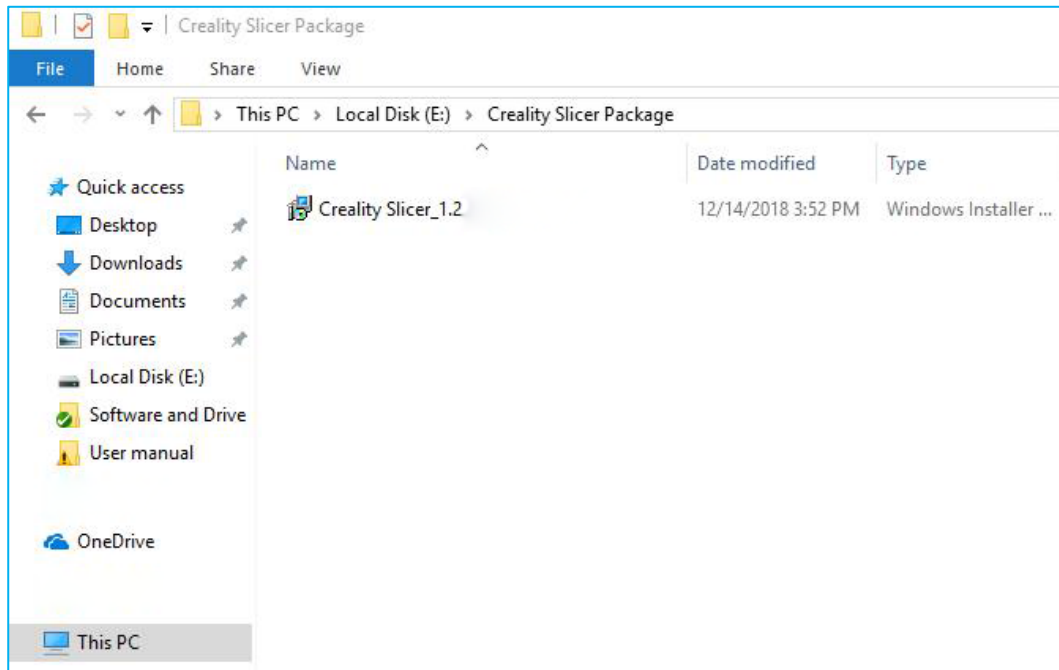 Creality Slicer Package
File Home Share View
This PC > Local Disk (E:) > Creality Slicer Package
Name Date modified Type
Creality Slicer_1.2 12/14/2018 3:52 PM Windows Installer ...
Quick access
Desktop
Downloads
Documents
Pictures
Local Disk (E:)
Software and Drive
User manual
OneDrive
This PC